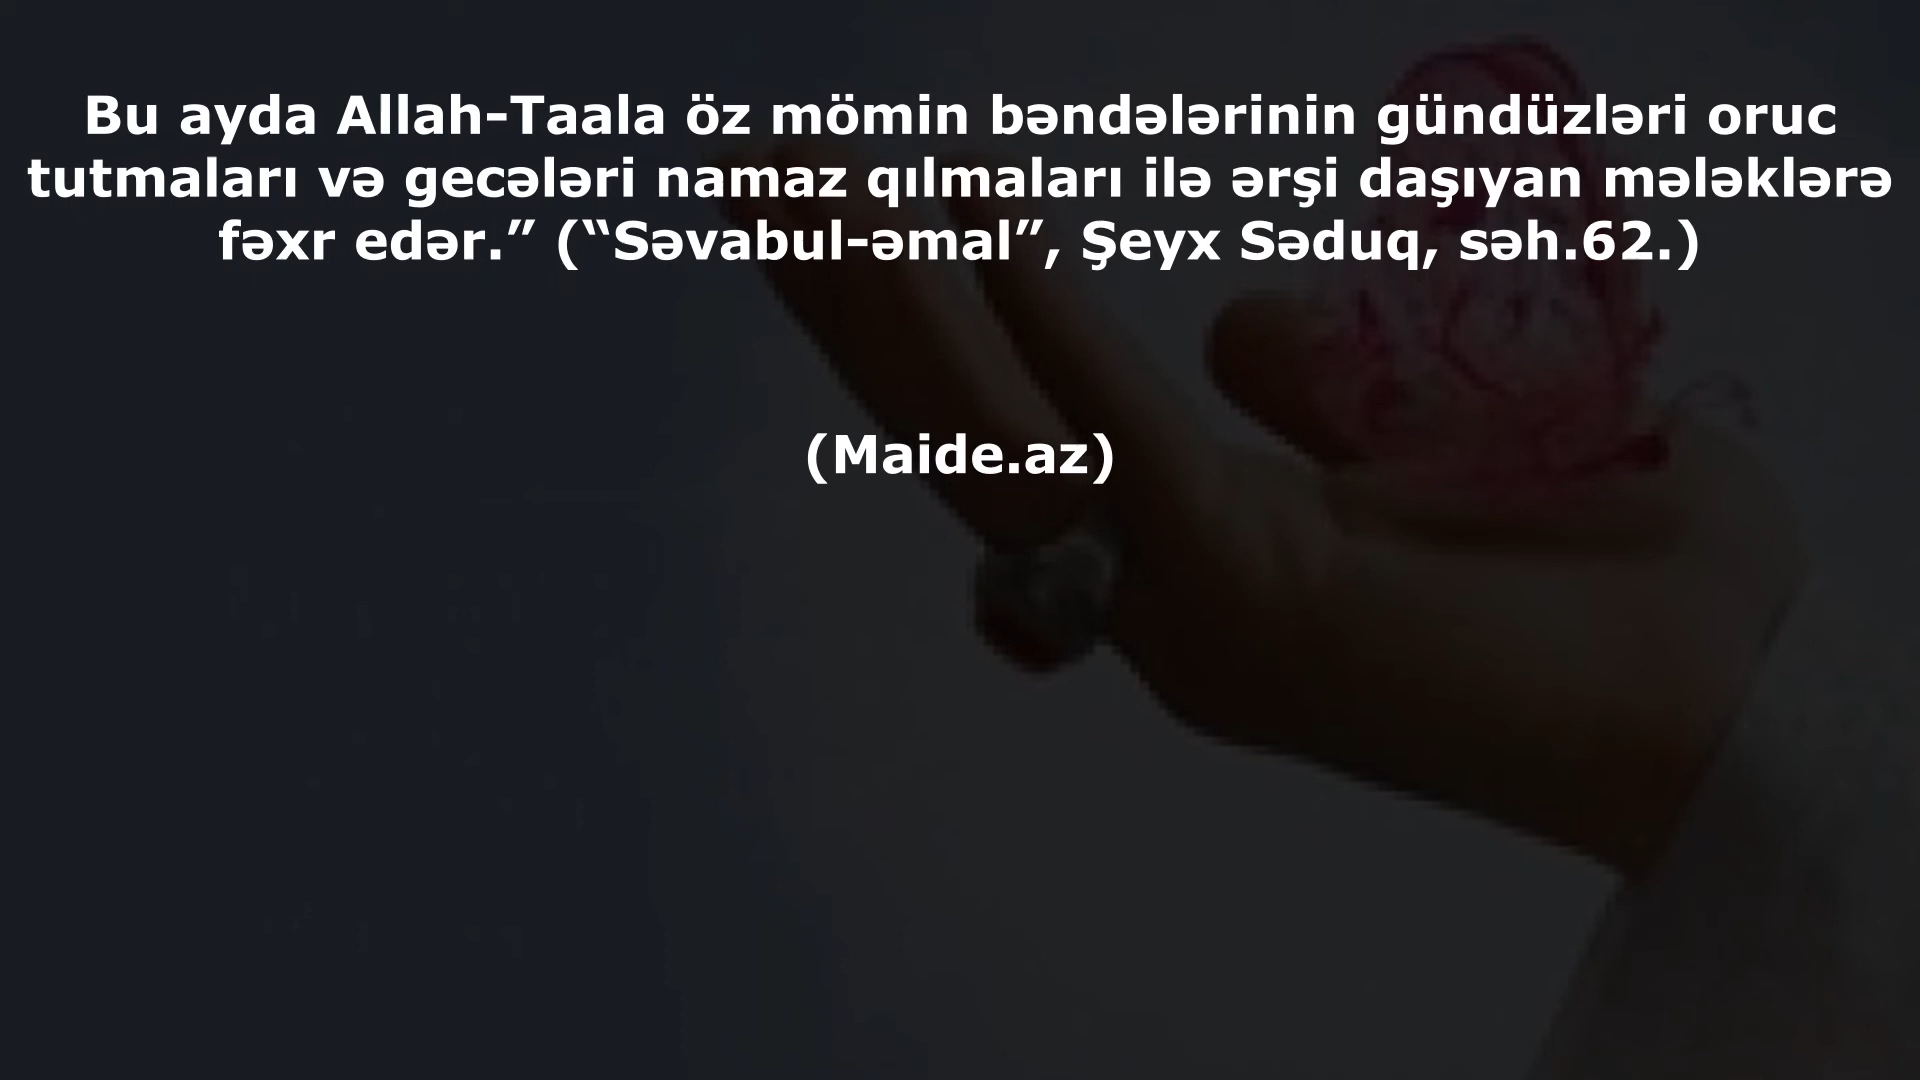 Bu ayda Allah-Taala öz mömin bəndələrinin gündüzləri oruc
tutmaları və gecələri namaz qılmaları ilə ərşi daşıyan mələklərə
fəxr edər.” (“Səvabul-əmal”, Şeyx Səduq, səh.62.)
(Maide.az)